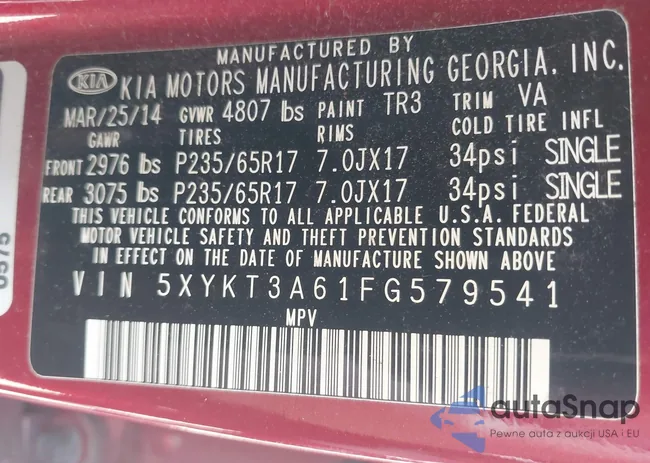 MANUFACTURED BY
KIA KIA MOTORS MANUFACTURING GEORGIA, INC.
MAR/25/14 GVWR 4807 lbs PAINT TR3 TRIM VA
GAWR TIRES RIMS COLD TIRE INFL
FRONT 2976 lbs P235/65R17 7.0JX17 34psi SINGLE
REAR 3075 lbs P235/65R17 7.0JX17 34psi SINGLE
THIS VEHICLE CONFORMS TO ALL APPLICABLE U.S.A. FEDERAL
MOTOR VEHICLE SAFETY AND THEFT PREVENTION STANDARDS
IN EFFECT ON THE DATE OF MANUFACTURE SHOWN ABOVE
VIN 5XYKT3A61FG579541
MPV
autaSnap
Pewne auta z aukcji USA i EU